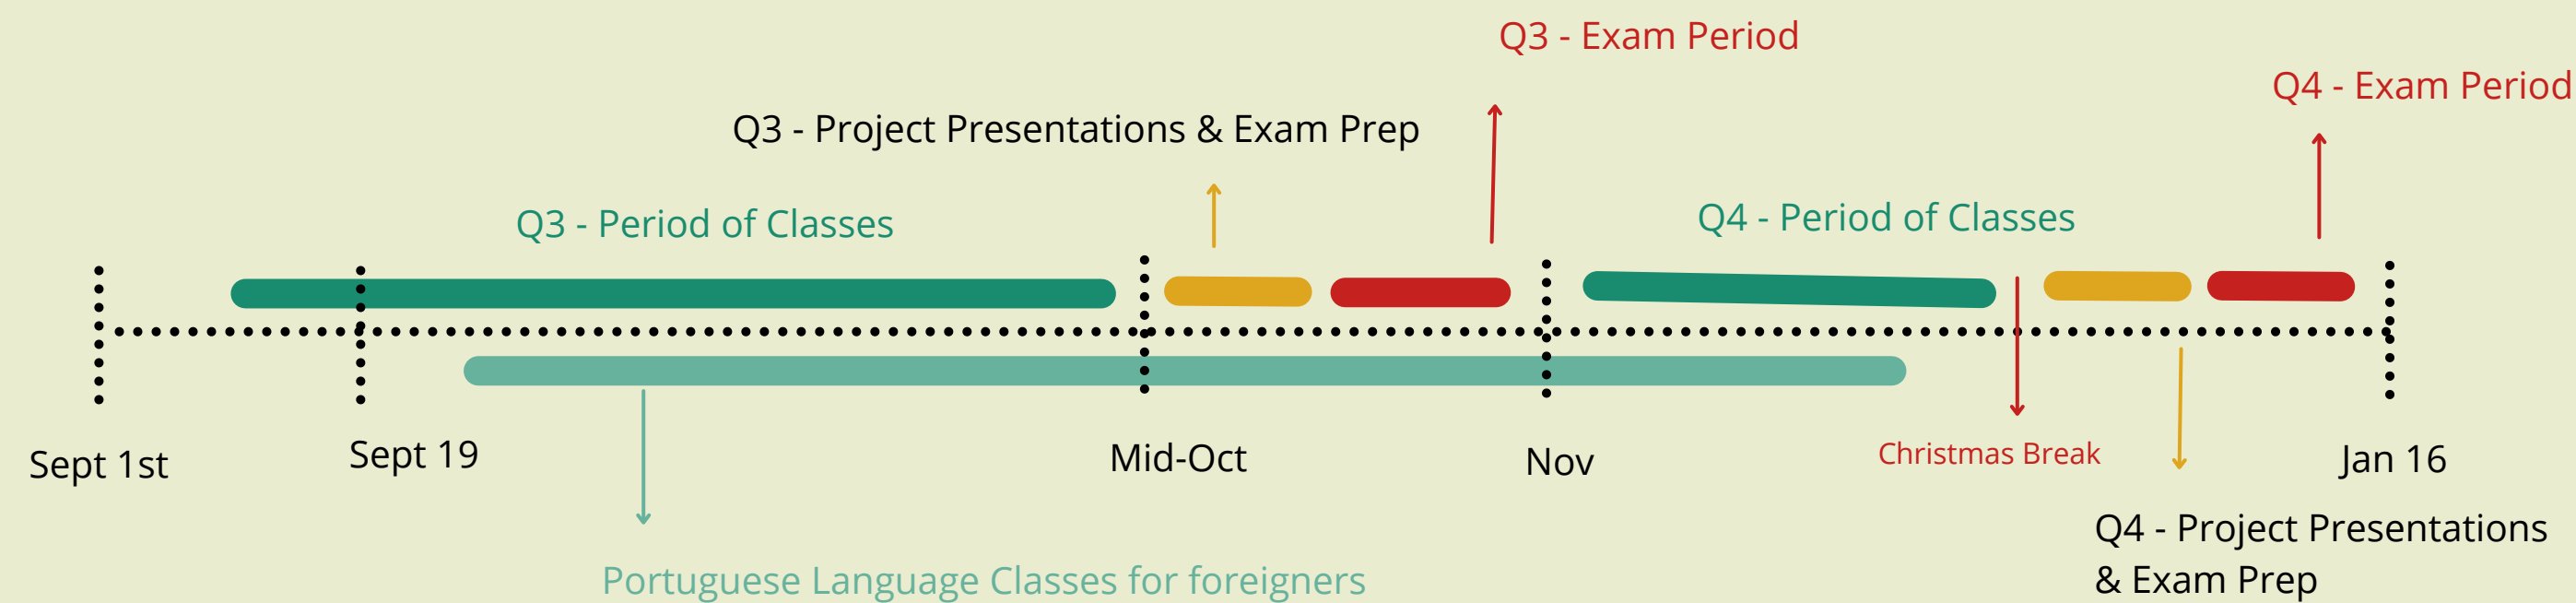 Q3 - Exam Period
Q4 - Exam Period
Q3 - Project Presentations & Exam Prep
Q3 - Period of Classes
Q4 - Period of Classes
Sept 1st
Sept 19
Mid-Oct
Nov
Christmas Break
Jan 16
Q4 - Project Presentations
& Exam Prep
Portuguese Language Classes for foreigners